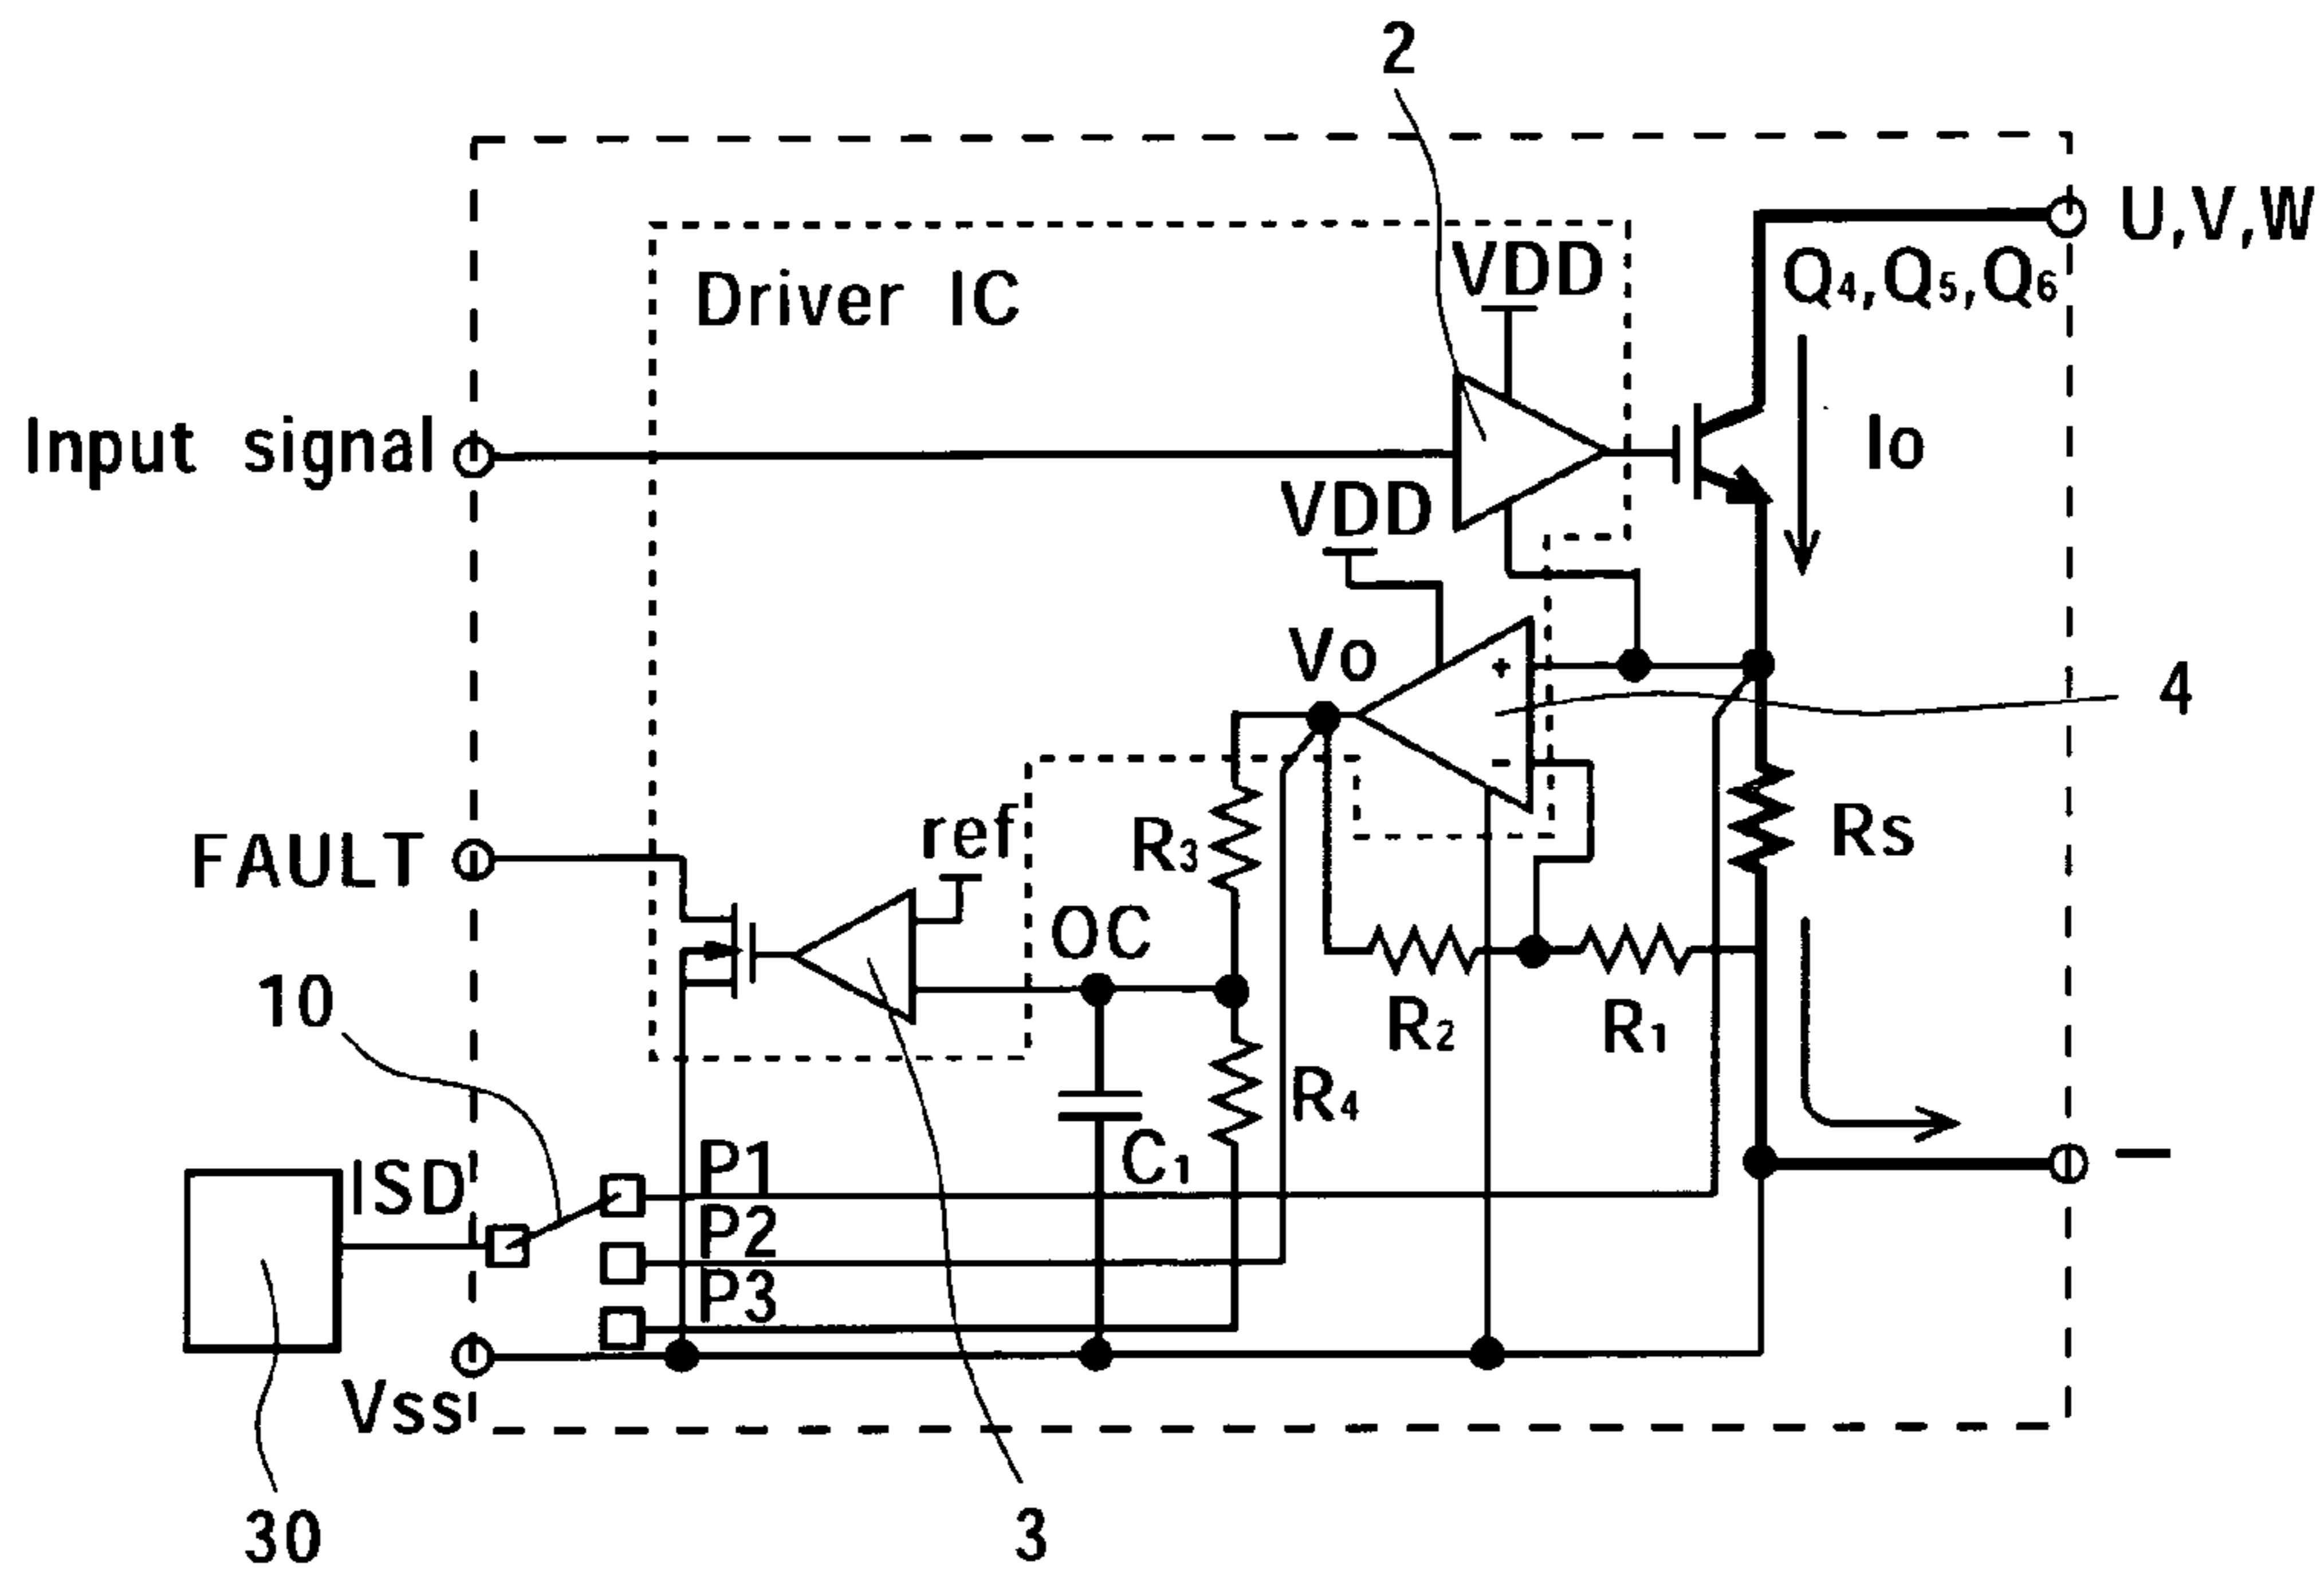 2
U,V,W
Q4,Q5,Q6
VDD
Driver IC
Input signal
Io
VDD
Vo
4
ref
FAULT
R3
Rs
OC
10
R2
R1
R4
C1
P1
ISD
P2
P3
Vss
30
3
+
-
—